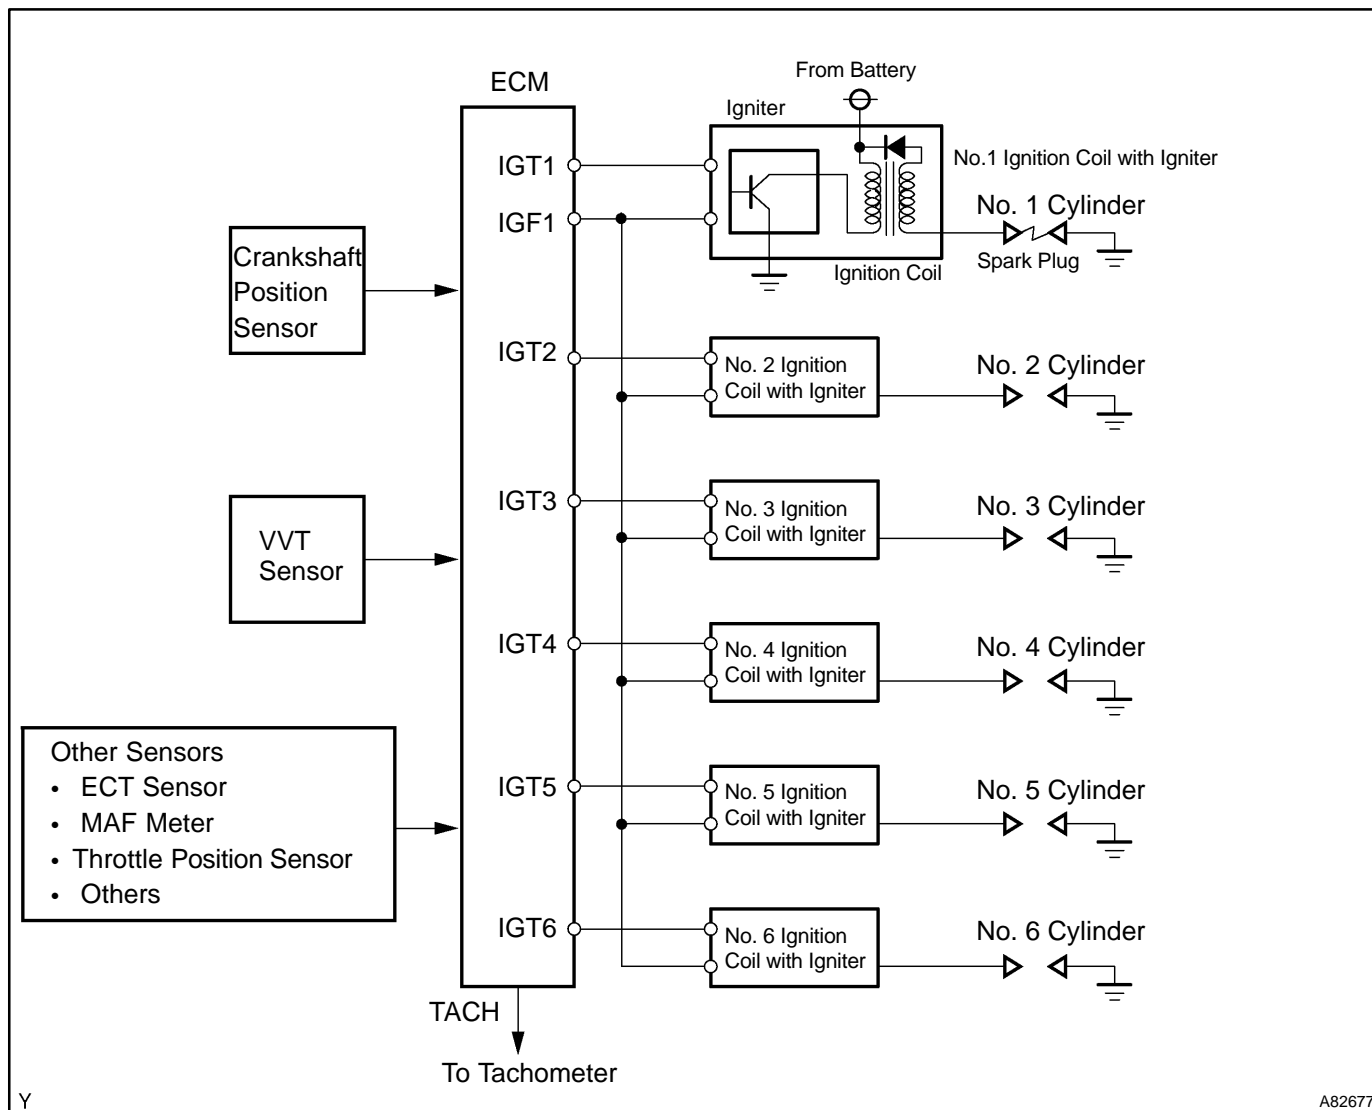 ECM
From Battery
Igniter
IGT1
No.1 Ignition Coil with Igniter
IGF1
No. 1 Cylinder
Ignition Coil
Spark Plug
Crankshaft
Position
Sensor
IGT2
No. 2 Ignition
Coil with Igniter
No. 2 Cylinder
IGT3
No. 3 Ignition
Coil with Igniter
No. 3 Cylinder
VVT
Sensor
IGT4
No. 4 Ignition
Coil with Igniter
No. 4 Cylinder
Other Sensors
• ECT Sensor
• MAF Meter
• Throttle Position Sensor
• Others
IGT5
No. 5 Ignition
Coil with Igniter
No. 5 Cylinder
IGT6
No. 6 Ignition
Coil with Igniter
No. 6 Cylinder
TACH
To Tachometer
Y
A82677